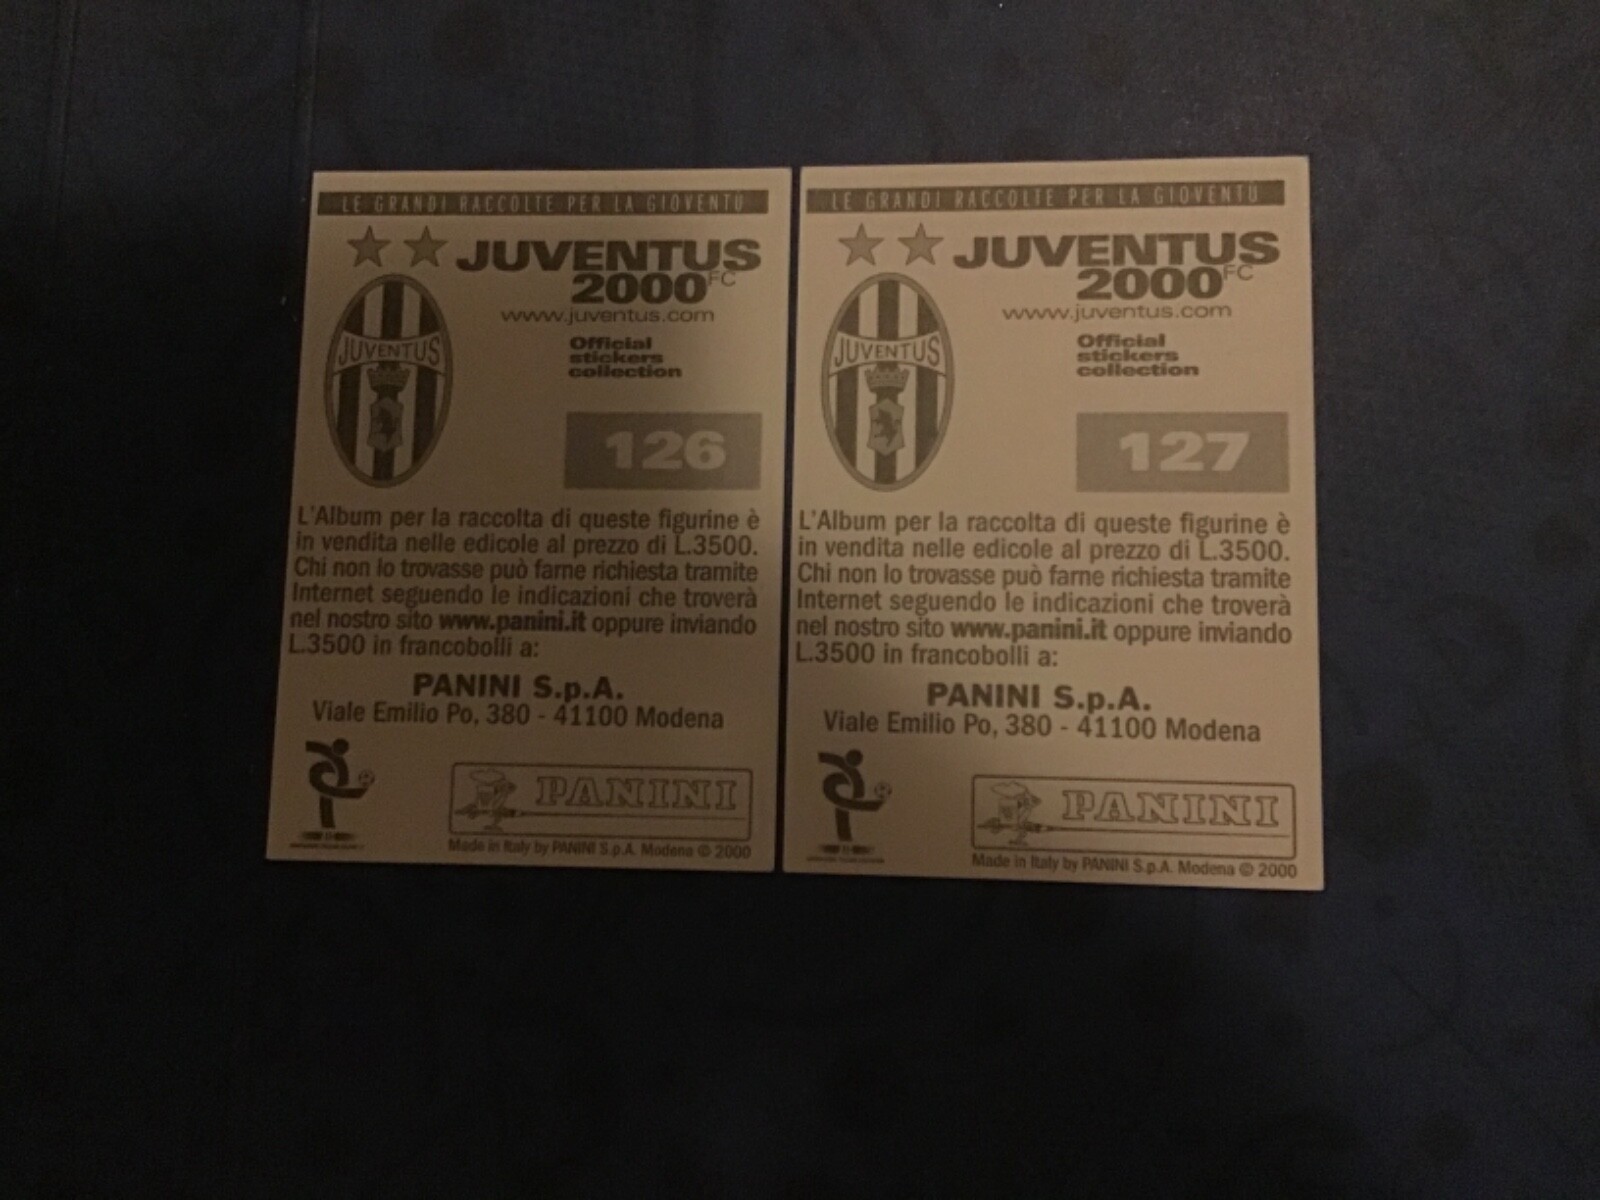 LE GRANDI RACCOLTE PER LA GIOVENTÙ
JUVENTUS
2000 FC
www.juventus.com
JUVENTUS
Official
stickers
collection
126
L'Album per la raccolta di queste figurine è
in vendita nelle edicole al prezzo di L.3500.
Chi non lo trovasse può farne richiesta tramite
Internet seguendo le indicazioni che troverà
nel nostro sito www.panini.it oppure inviando
L.3500 in francobolli a:
PANINI S.p.A.
Viale Emilio Po, 380 - 41100 Modena
PANINI
Made in Italy by PANINI S.p.A. Modena © 2000
LE GRANDI RACCOLTE PER LA GIOVENTÙ
JUVENTUS
2000 FC
www.juventus.com
JUVENTUS
Official
stickers
collection
127
L'Album per la raccolta di queste figurine è
in vendita nelle edicole al prezzo di L.3500.
Chi non lo trovasse può farne richiesta tramite
Internet seguendo le indicazioni che troverà
nel nostro sito www.panini.it oppure inviando
L.3500 in francobolli a:
PANINI S.p.A.
Viale Emilio Po, 380 - 41100 Modena
PANINI
Made in Italy by PANINI S.p.A. Modena © 2000